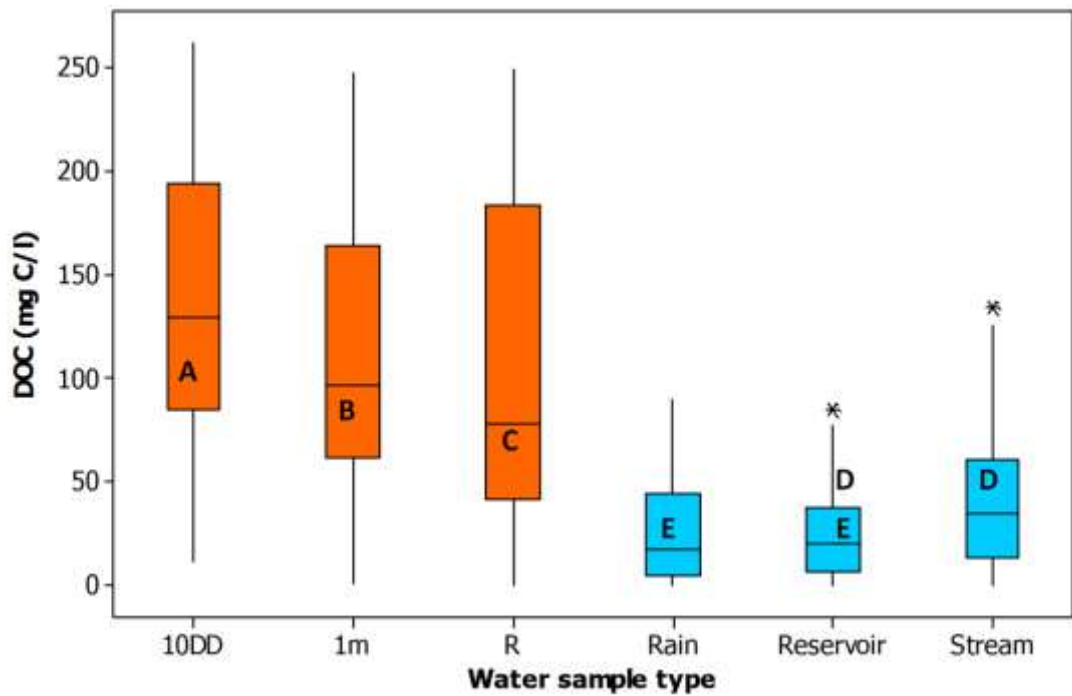 DOC (mg C/l)
250
200
150
100
50
0
A
B
C
E
D
E
D
10DD 1m R Rain Reservoir Stream
Water sample type